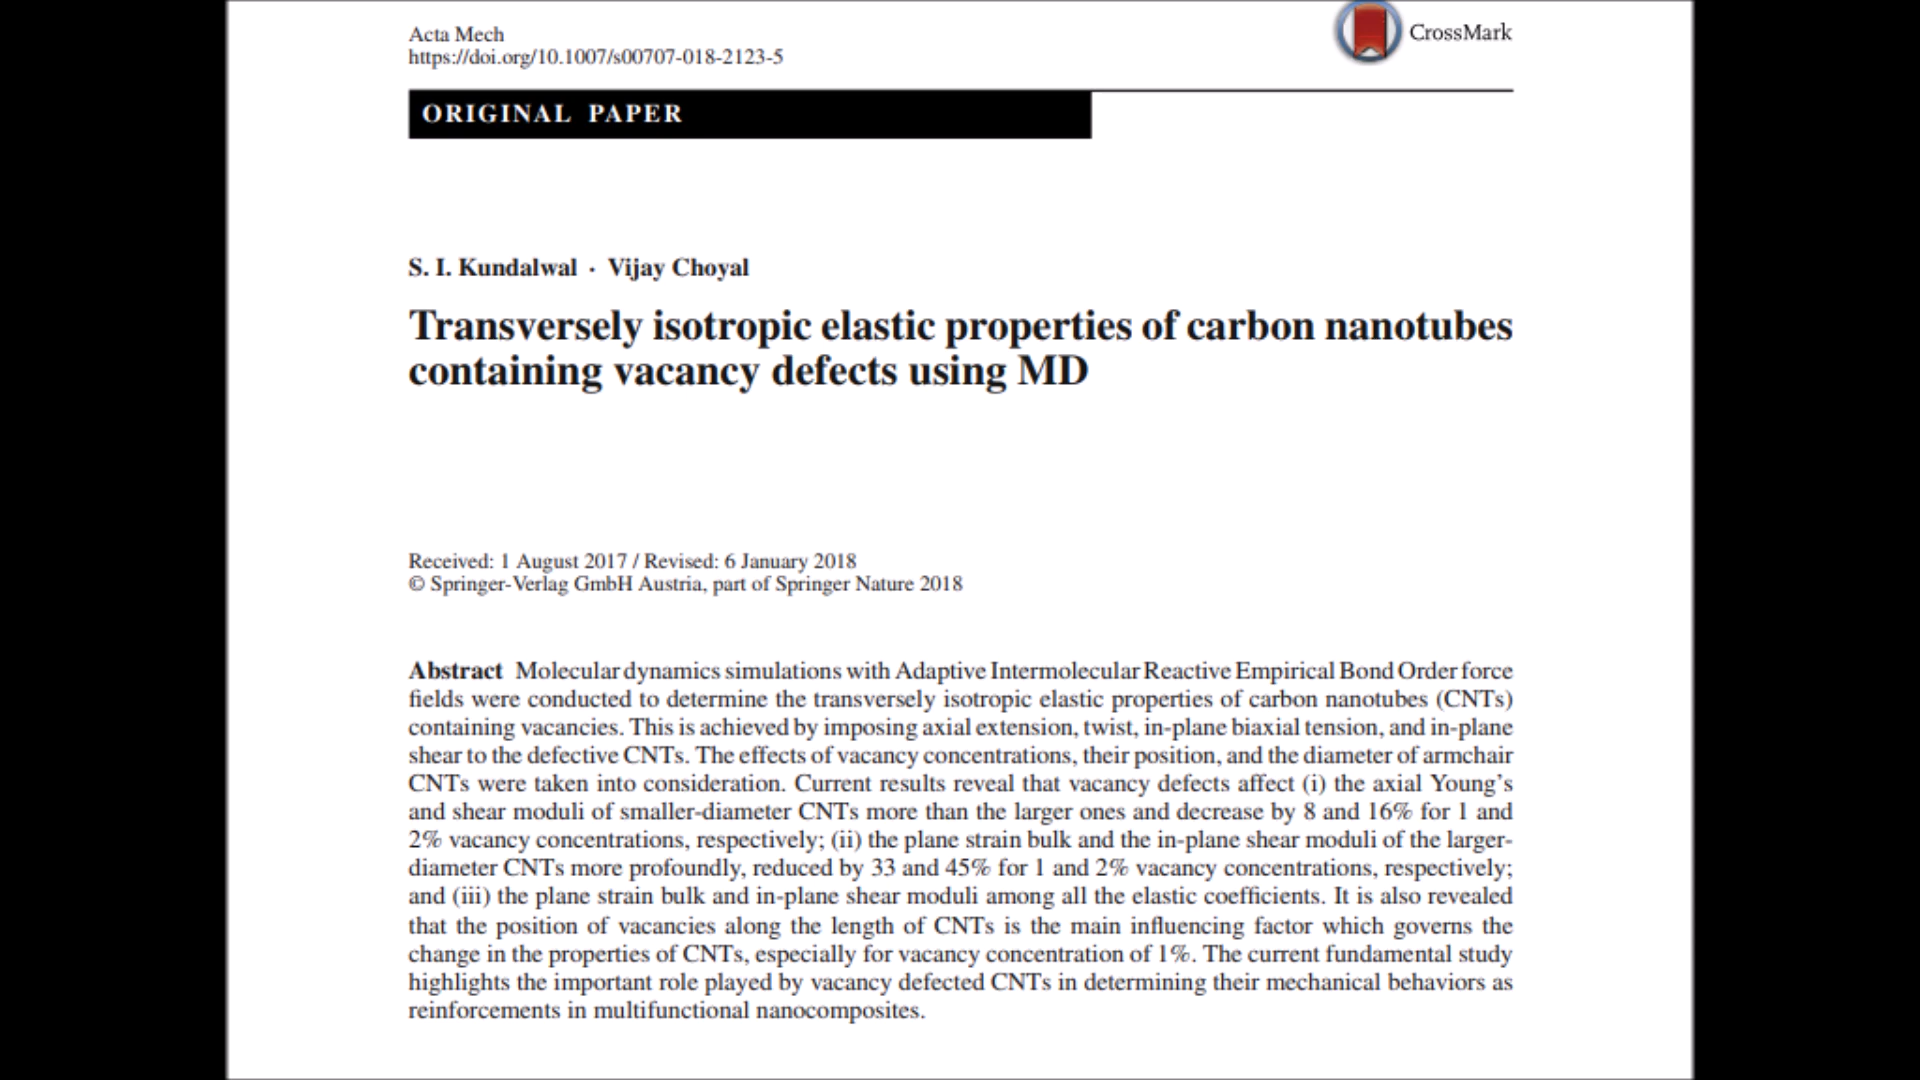 Acta Mech
https://doi.org/10.1007/s00707-018-2123-5
CrossMark
ORIGINAL PAPER
S. I. Kundalwal · Vijay Choyal
Transversely isotropic elastic properties of carbon nanotubes
containing vacancy defects using MD
Received: 1 August 2017 / Revised: 6 January 2018
© Springer-Verlag GmbH Austria, part of Springer Nature 2018
Abstract Molecular dynamics simulations with Adaptive Intermolecular Reactive Empirical Bond Order force
fields were conducted to determine the transversely isotropic elastic properties of carbon nanotubes (CNTs)
containing vacancies. This is achieved by imposing axial extension, twist, in-plane biaxial tension, and in-plane
shear to the defective CNTs. The effects of vacancy concentrations, their position, and the diameter of armchair
CNTs were taken into consideration. Current results reveal that vacancy defects affect (i) the axial Young's
and shear moduli of smaller-diameter CNTs more than the larger ones and decrease by 8 and 16% for 1 and
2% vacancy concentrations, respectively; (ii) the plane strain bulk and the in-plane shear moduli of the larger-
diameter CNTs more profoundly, reduced by 33 and 45% for 1 and 2% vacancy concentrations, respectively;
and (iii) the plane strain bulk and in-plane shear moduli among all the elastic coefficients. It is also revealed
that the position of vacancies along the length of CNTs is the main influencing factor which governs the
change in the properties of CNTs, especially for vacancy concentration of 1%. The current fundamental study
highlights the important role played by vacancy defected CNTs in determining their mechanical behaviors as
reinforcements in multifunctional nanocomposites.